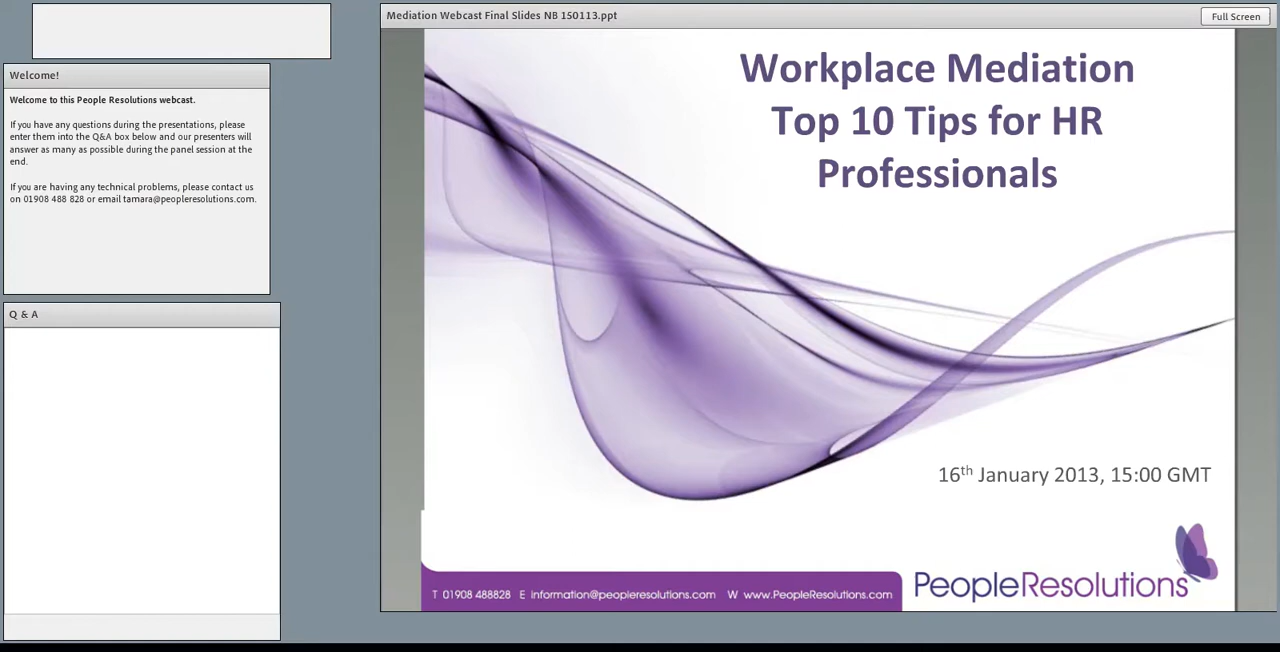 Mediation Webcast Final Slides NB 150113.ppt
Full Screen
Welcome!
Welcome to this People Resolutions webcast.
If you have any questions during the presentations, please
enter them into the Q&A box below and our presenters will
answer as many as possible during the panel session at the
end.
If you are having any technical problems, please contact us
on 01908 488 828 or email tamara@peopleresolutions.com.
Q & A
Workplace Mediation
Top 10 Tips for HR
Professionals
16th January 2013, 15:00 GMT
T 01908 488828 E information@peopleresolutions.com W www.PeopleResolutions.com
PeopleResolutions